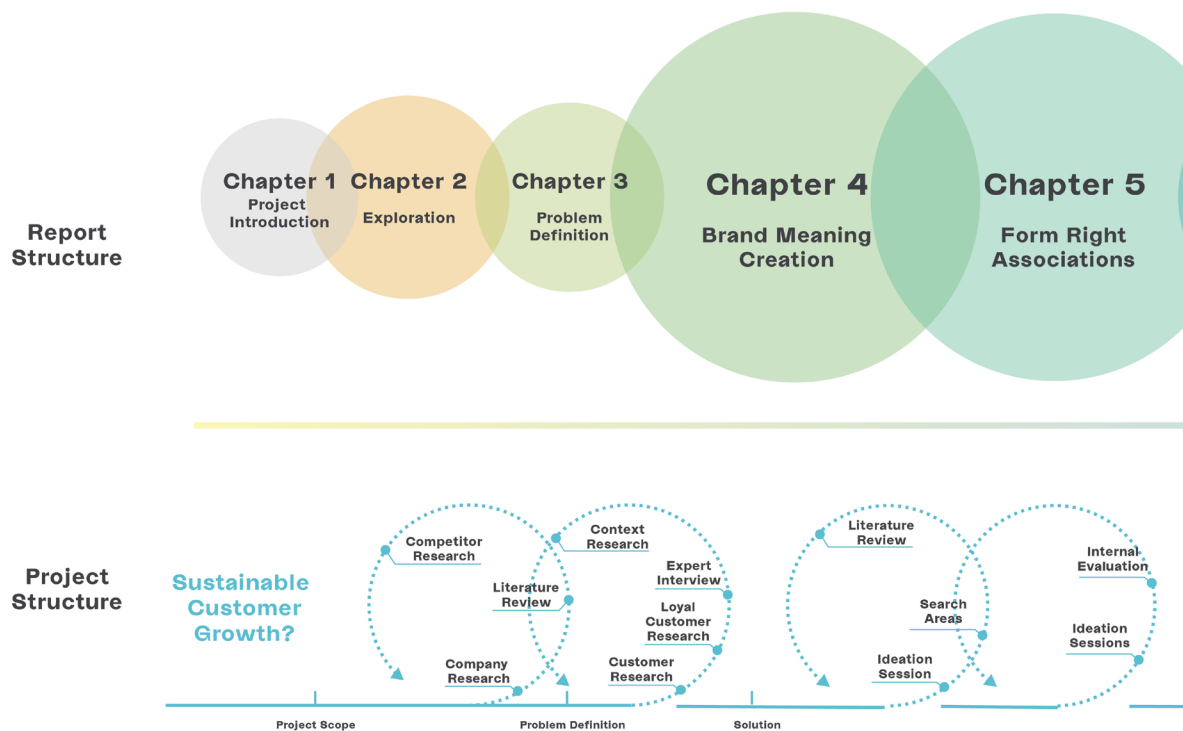 Report
Structure
Chapter 1
Project
Introduction
Chapter 2
Exploration
Chapter 3
Problem
Definition
Chapter 4
Brand Meaning
Creation
Chapter 5
Form Right
Associations
Project
Structure
Sustainable
Customer
Growth?
Competitor
Research
Literature
Review
Company
Research
Context
Research
Expert
Interview
Loyal
Customer
Research
Customer
Research
Literature
Review
Search
Areas
Ideation
Session
Internal
Evaluation
Ideation
Sessions
Project Scope
Problem Definition
Solution